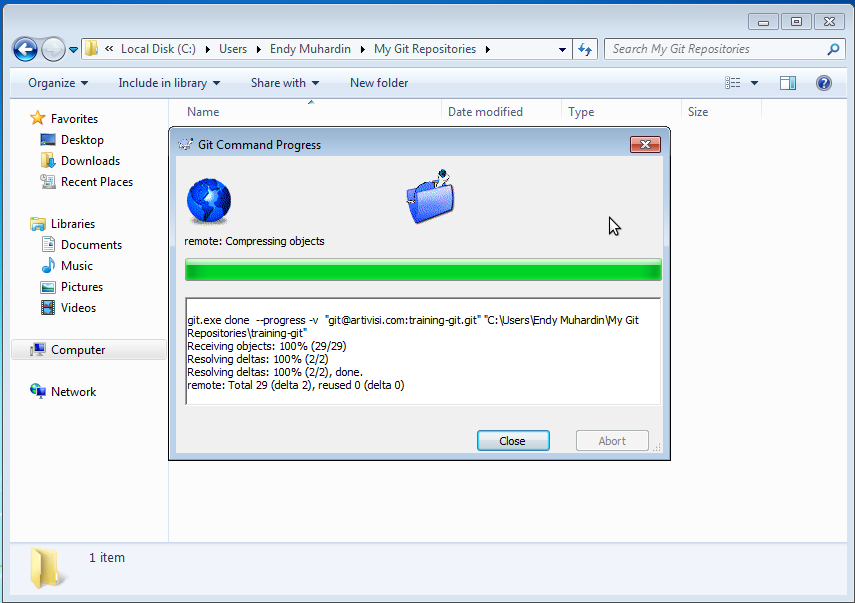 « Local Disk (C:) Users Endy Muhardin My Git Repositories
Search My Git Repositories
Organize Include in library Share with New folder
Name Date modified Type Size
Favorites
Desktop
Downloads
Recent Places
Libraries
Documents
Music
Pictures
Videos
Computer
Network
Git Command Progress
remote: Compressing objects
git.exe clone --progress -v "git@artivisi.com:training-git.git" "C:\Users\Endy Muhardin\My Git
Repositories\training-git"
Receiving objects: 100% (29/29)
Resolving deltas: 100% (2/2)
Resolving deltas: 100% (2/2), done.
remote: Total 29 (delta 2), reused 0 (delta 0)
Close Abort
1 item